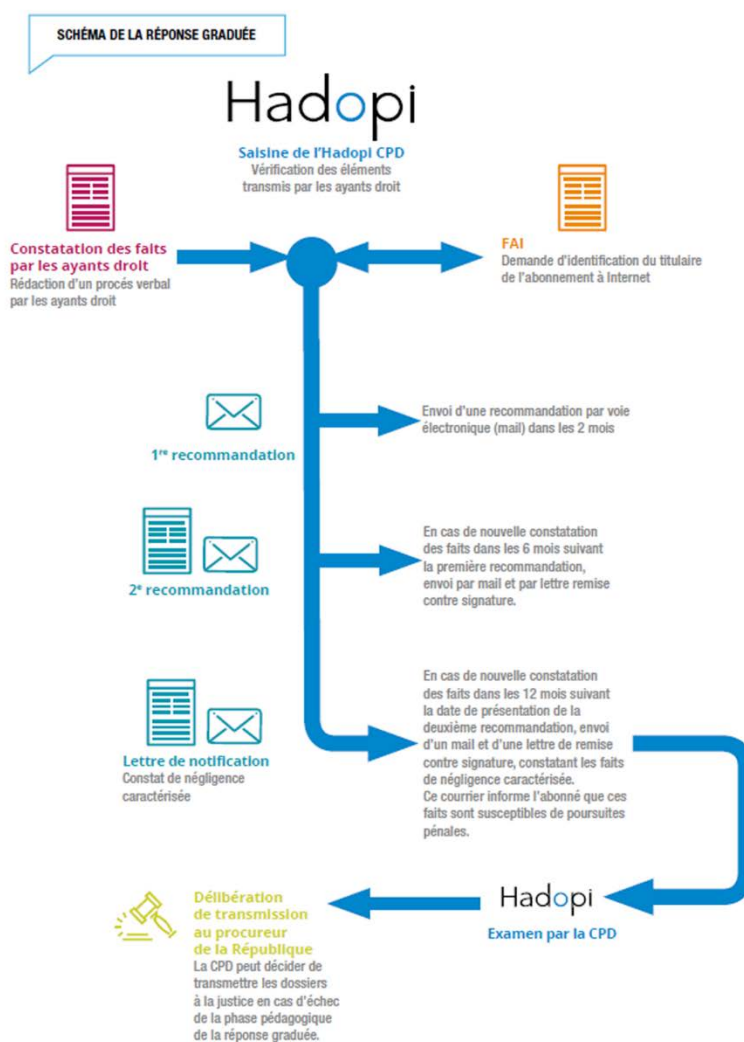 SCHÉMA DE LA RÉPONSE GRADUÉE
Hadopi
Saisine de l'Hadopi CPD
Vérification des éléments
transmis par les ayants droit
Constatation des faits
par les ayants droit
Rédaction d'un procés verbal
par les ayants droit
FAI
Demande d'identification du titulaire
de l'abonnement à Internet
1re recommandation
Envoi d'une recommandation par voie
électronique (mail) dans les 2 mois
2e recommandation
En cas de nouvelle constatation
des faits dans les 6 mois suivant
la première recommandation,
envoi par mail et par lettre remise
contre signature.
Lettre de notification
Constat de négligence
caractérisée
En cas de nouvelle constatation
des faits dans les 12 mois suivant
la date de présentation de la
deuxième recommandation, envoi
d'un mail et d'une lettre de remise
contre signature, constatant les faits
de négligence caractérisée.
Ce courrier informe l'abonné que ces
faits sont susceptibles de poursuites
pénales.
Hadopi
Examen par la CPD
Délibération
de transmission
au procureur
de la République
La CPD peut décider de
transmettre les dossiers
à la justice en cas d'échec
de la phase pédagogique
de la réponse graduée.